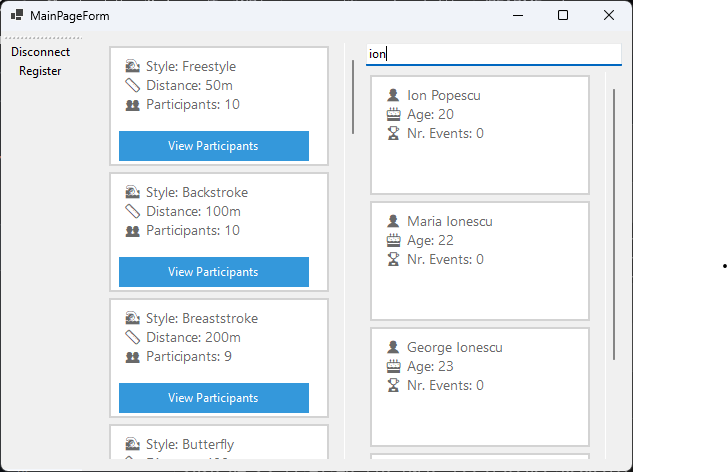 MainPageForm
Disconnect
Register
Style: Freestyle
Distance: 50m
Participants: 10
View Participants
Style: Backstroke
Distance: 100m
Participants: 10
View Participants
Style: Breaststroke
Distance: 200m
Participants: 9
View Participants
Style: Butterfly
ion
Ion Popescu
Age: 20
Nr. Events: 0
Maria Ionescu
Age: 22
Nr. Events: 0
George Ionescu
Age: 23
Nr. Events: 0